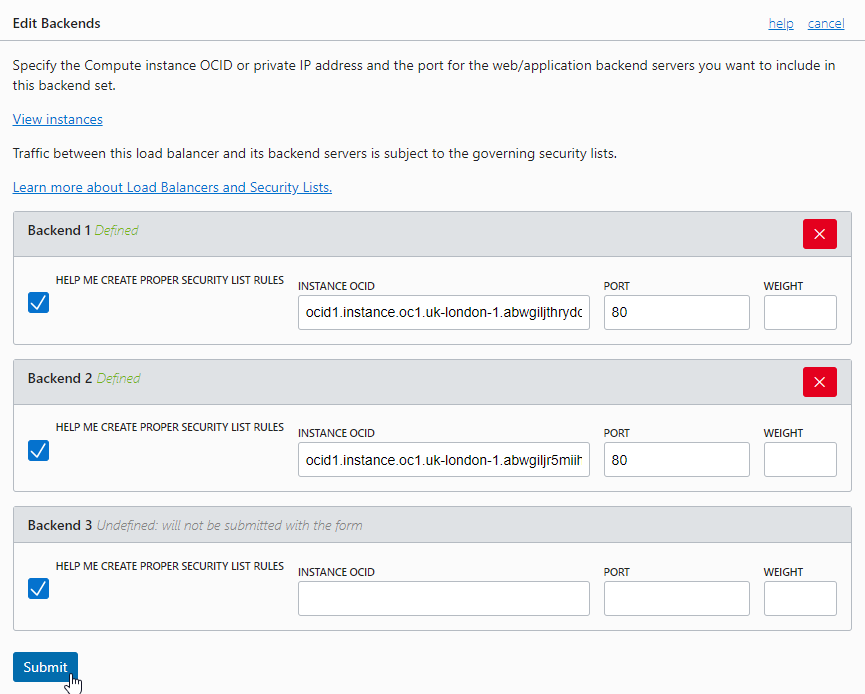 Edit Backends help cancel
Specify the Compute instance OCID or private IP address and the port for the web/application backend servers you want to include in
this backend set.
View instances
Traffic between this load balancer and its backend servers is subject to the governing security lists.
Learn more about Load Balancers and Security Lists.
Backend 1 Defined
HELP ME CREATE PROPER SECURITY LIST RULES
INSTANCE OCID PORT WEIGHT
ocid1.instance.oc1.uk-london-1.abwgiljthrydc 80
Backend 2 Defined
HELP ME CREATE PROPER SECURITY LIST RULES
INSTANCE OCID PORT WEIGHT
ocid1.instance.oc1.uk-london-1.abwgiljr5miih 80
Backend 3 Undefined: will not be submitted with the form
HELP ME CREATE PROPER SECURITY LIST RULES
INSTANCE OCID PORT WEIGHT
Submit